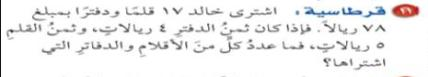 ٢٦ قرطاسية: اشترى خالد ١٧ قلمًا ودفترًا بمبلغ
٧٨ ريالاً. فإذا كان ثمنُ الدفترِ ٤ ريالاتٍ، وثمنُ القلمِ
٥ ريالاتٍ، فما عددُ كلٍّ منَ الأقلامِ والدفاترِ التي
اشتراها؟